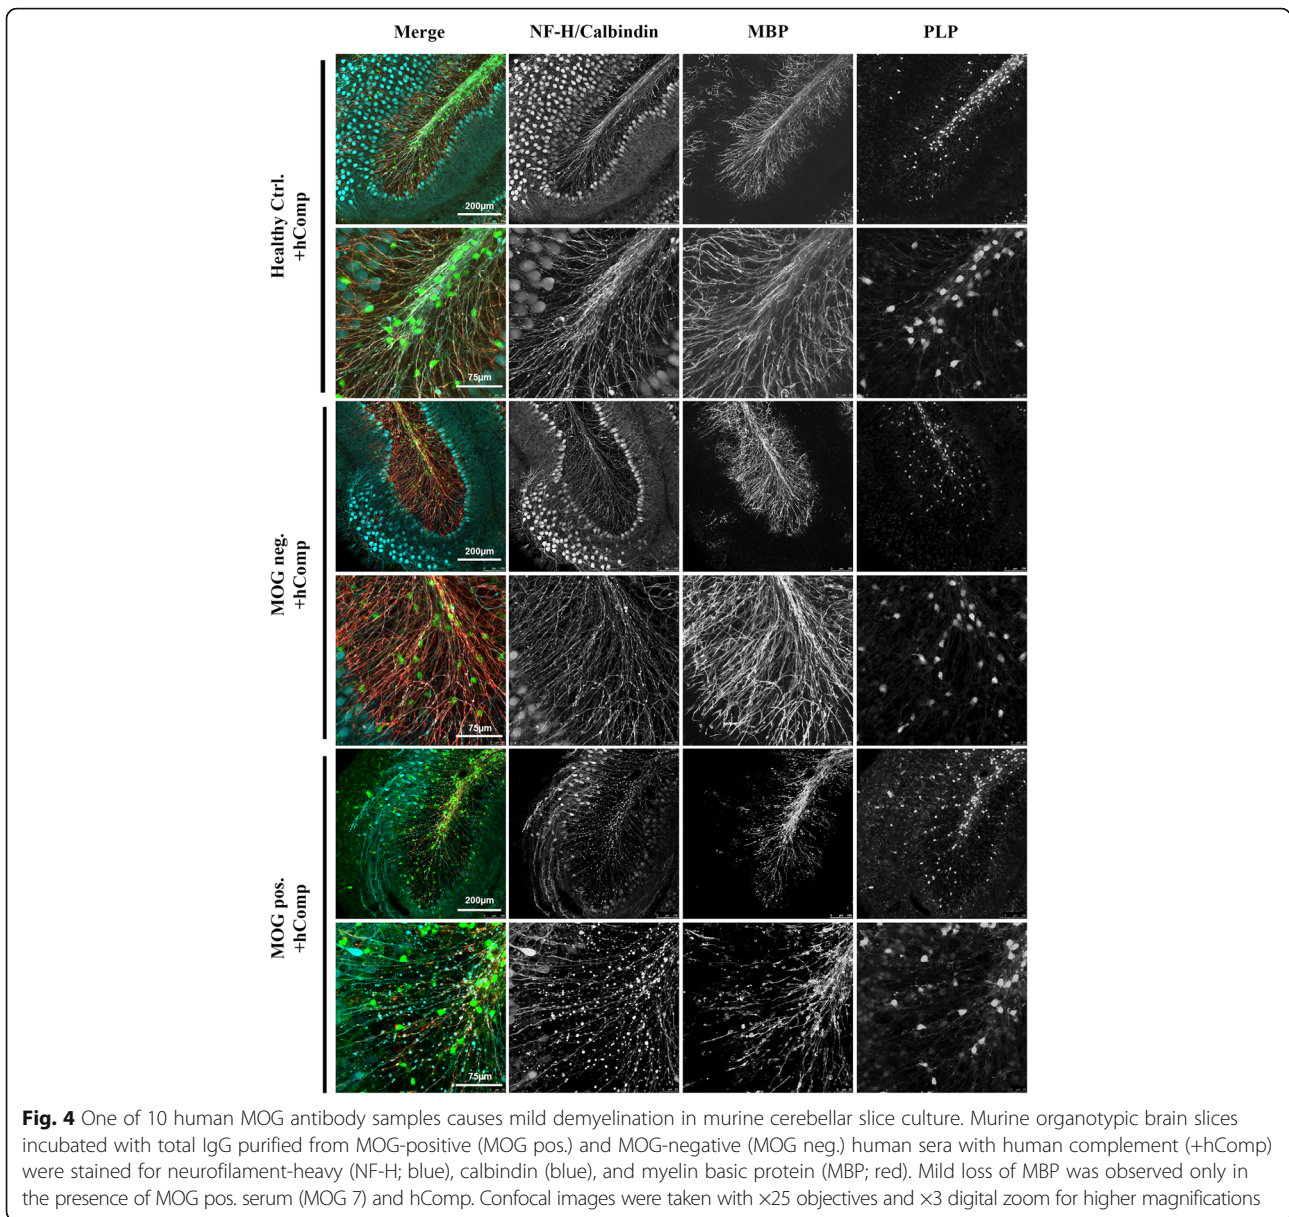 Merge NF-H/Calbindin MBP PLP
Healthy Ctrl.
+hComp
200µm
75µm
MOG neg.
+hComp
200µm
75µm
MOG pos.
+hComp
200µm
75µm
Fig. 4 One of 10 human MOG antibody samples causes mild demyelination in murine cerebellar slice culture. Murine organotypic brain slices
incubated with total IgG purified from MOG-positive (MOG pos.) and MOG-negative (MOG neg.) human sera with human complement (+hComp)
were stained for neurofilament-heavy (NF-H; blue), calbindin (blue), and myelin basic protein (MBP; red). Mild loss of MBP was observed only in
the presence of MOG pos. serum (MOG 7) and hComp. Confocal images were taken with ×25 objectives and ×3 digital zoom for higher magnifications